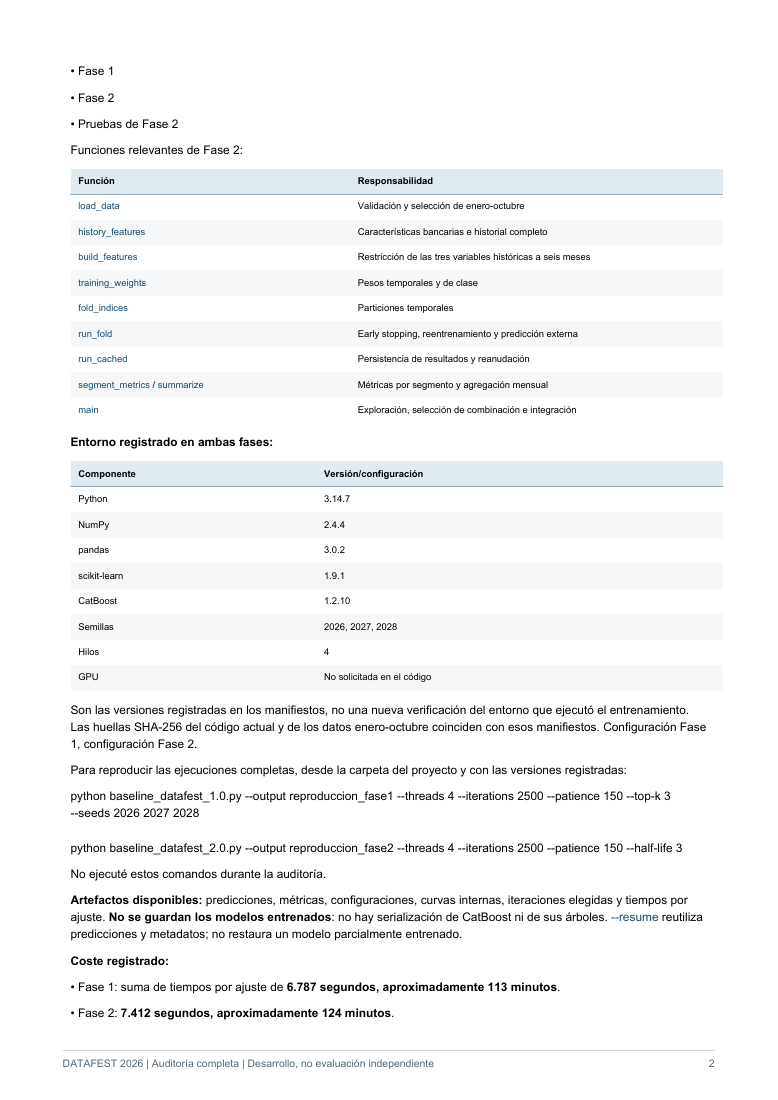 • Fase 1
• Fase 2
• Pruebas de Fase 2
Funciones relevantes de Fase 2:
Función Responsabilidad
load_data Validación y selección de enero-octubre
history_features Características bancarias e historial completo
build_features Restricción de las tres variables históricas a seis meses
training_weights Pesos temporales y de clase
fold_indices Particiones temporales
run_fold Early stopping, reentrenamiento y predicción externa
run_cached Persistencia de resultados y reanudación
segment_metrics / summarize Métricas por segmento y agregación mensual
main Exploración, selección de combinación e integración
Entorno registrado en ambas fases:
Componente Versión/configuración
Python 3.14.7
NumPy 2.4.4
pandas 3.0.2
scikit-learn 1.9.1
CatBoost 1.2.10
Semillas 2026, 2027, 2028
Hilos 4
GPU No solicitada en el código
Son las versiones registradas en los manifiestos, no una nueva verificación del entorno que ejecutó el entrenamiento.
Las huellas SHA-256 del código actual y de los datos enero-octubre coinciden con esos manifiestos. Configuración Fase
1, configuración Fase 2.
Para reproducir las ejecuciones completas, desde la carpeta del proyecto y con las versiones registradas:
python baseline_datafest_1.0.py --output reproduccion_fase1 --threads 4 --iterations 2500 --patience 150 --top-k 3
--seeds 2026 2027 2028
python baseline_datafest_2.0.py --output reproduccion_fase2 --threads 4 --iterations 2500 --patience 150 --half-life 3
No ejecuté estos comandos durante la auditoría.
Artefactos disponibles: predicciones, métricas, configuraciones, curvas internas, iteraciones elegidas y tiempos por
ajuste. No se guardan los modelos entrenados: no hay serialización de CatBoost ni de sus árboles. --resume reutiliza
predicciones y metadatos; no restaura un modelo parcialmente entrenado.
Coste registrado:
• Fase 1: suma de tiempos por ajuste de 6.787 segundos, aproximadamente 113 minutos.
• Fase 2: 7.412 segundos, aproximadamente 124 minutos.
DATAFEST 2026 | Auditoría completa | Desarrollo, no evaluación independiente 2